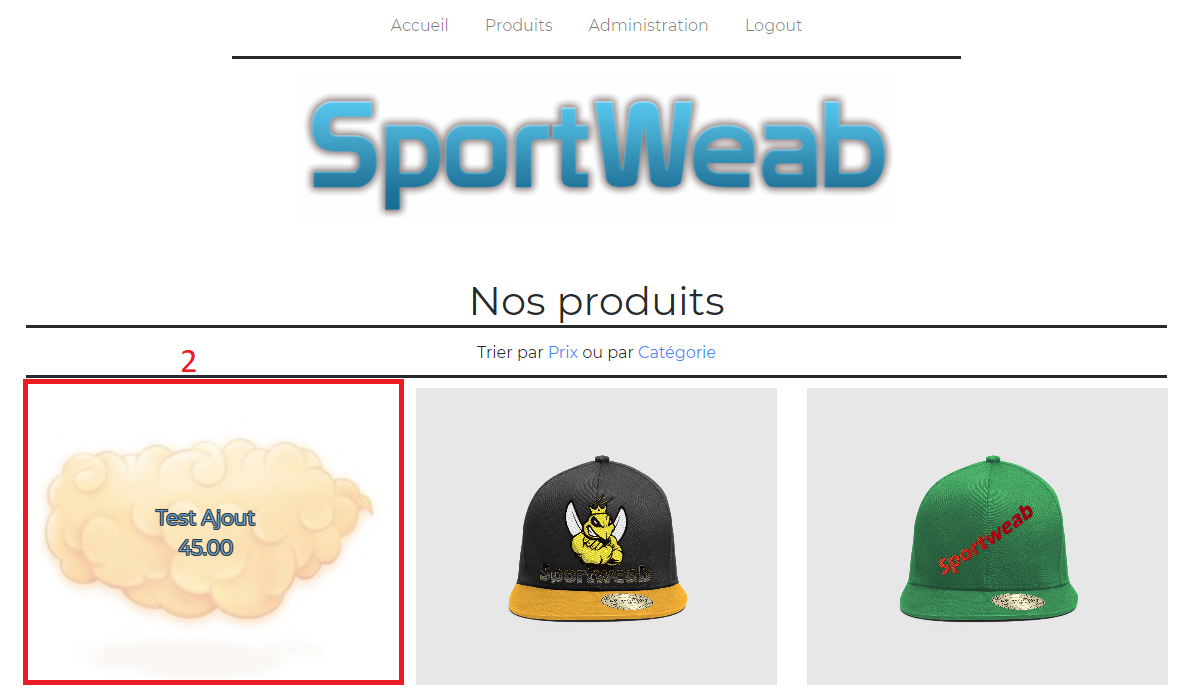 Accueil Produits Administration Logout
SportWeab
Nos produits
Trier par Prix ou par Catégorie
2
Test Ajout
45.00
Sportweab
Sportweab